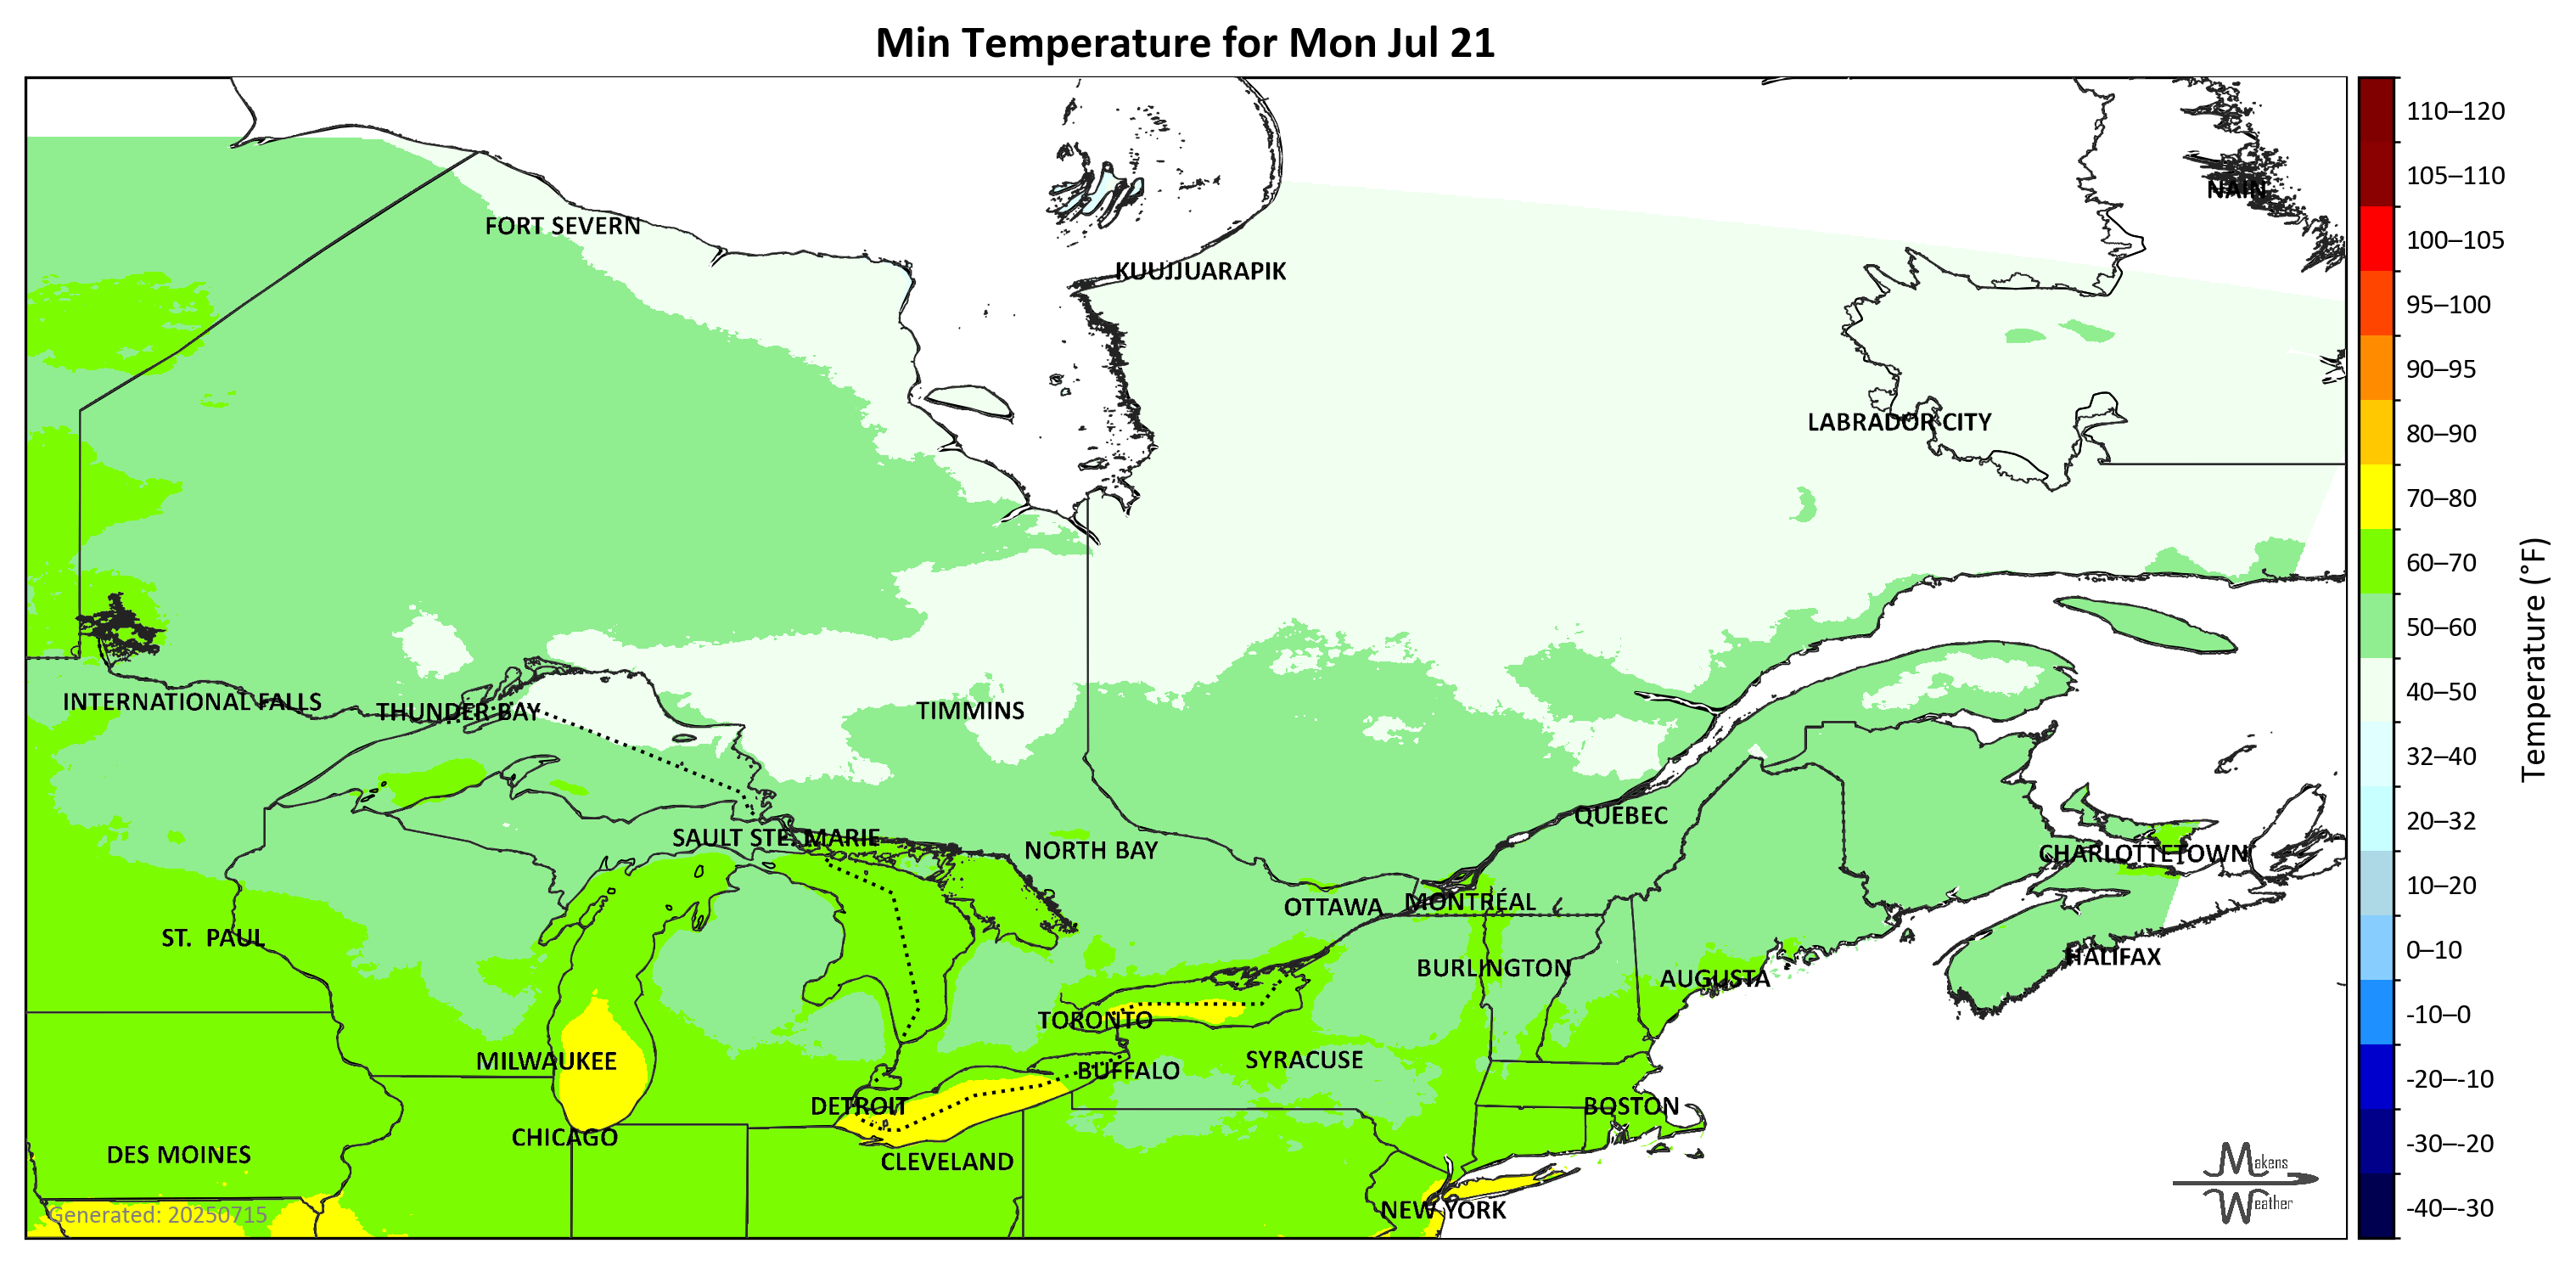 Min Temperature for Mon Jul 21
110–120
105–110
NAIN
FORT SEVERN
100–105
KUUJJUARAPIK
95–100
90–95
LABRADOR CITY
80–90
70–80
60–70
50–60
Temperature (°F)
40–50
INTERNATIONAL FALLS
THUNDER BAY
TIMMINS
32–40
QUEBEC
20–32
SAULT STE. MARIE
NORTH BAY
CHARLOTTETOWN
10–20
OTTAWA
MONTRÉAL
ST. PAUL
0–10
HALIFAX
BURLINGTON
AUGUSTA
-10–0
TORONTO
MILWAUKEE
SYRACUSE
BUFFALO
-20–-10
DETROIT
BOSTON
CHICAGO
-30–-20
DES MOINES
CLEVELAND
Makens
Weather
NEW YORK
-40–-30
Generated: 20250715